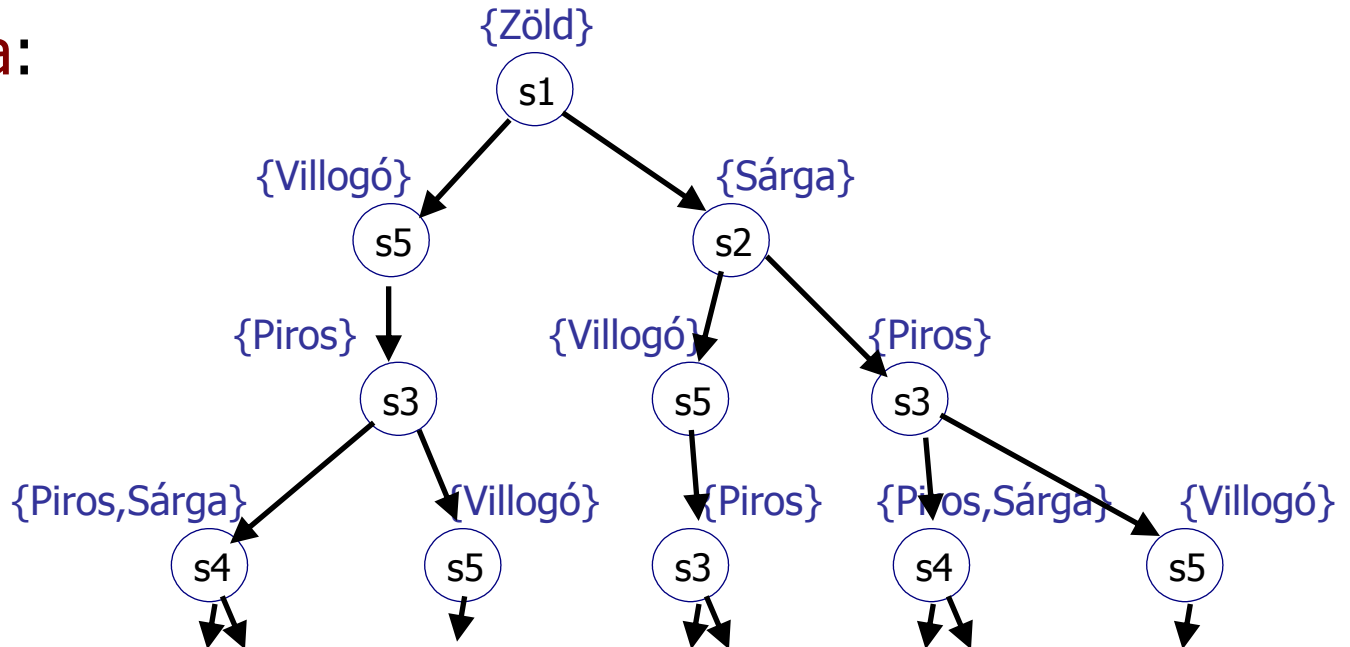 a:
{Zöld}
s1
{Villogó} {Sárga}
s5 s2
{Piros} {Villogó} {Piros}
s3 s5 s3
{Piros,Sárga} {Villogó} {Piros} {Piros,Sárga} {Villogó}
s4 s5 s3 s4 s5